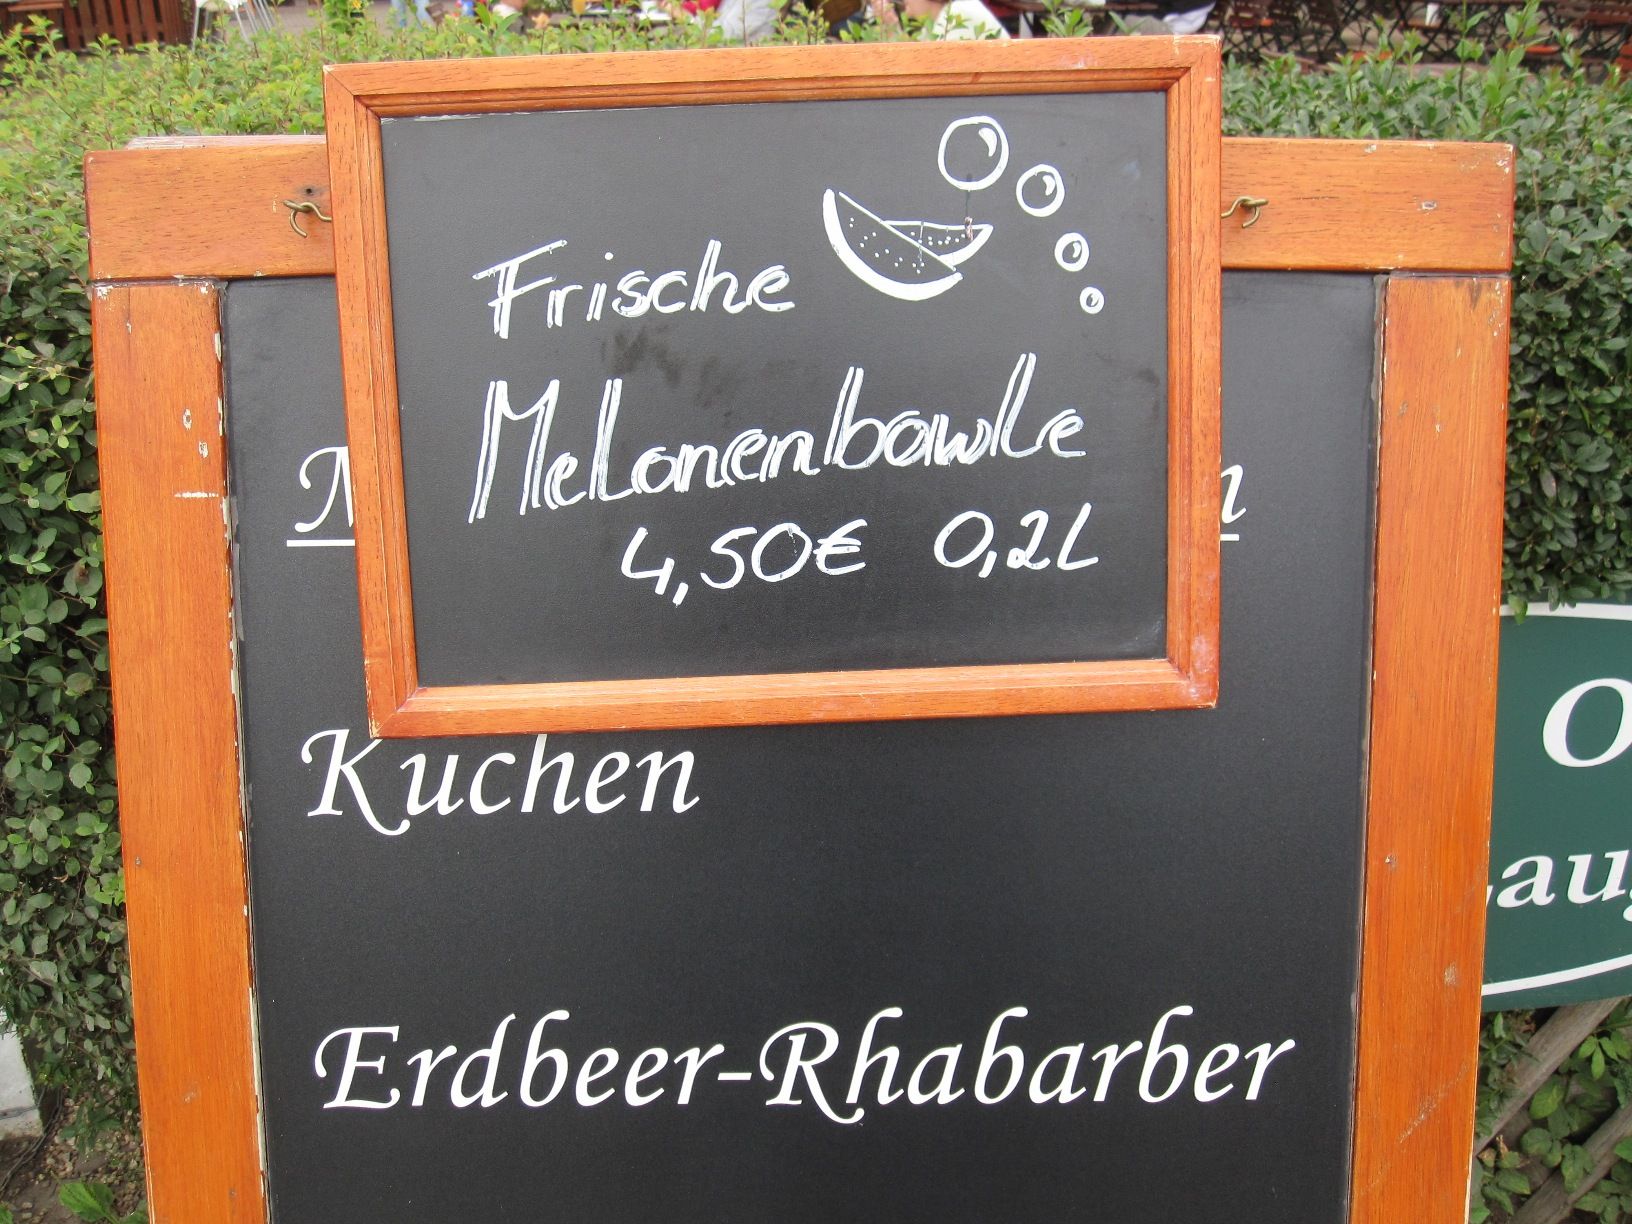 Frische
Melonenbowle
4,50€ 0,2L
Kuchen
Erdbeer-Rhabarber